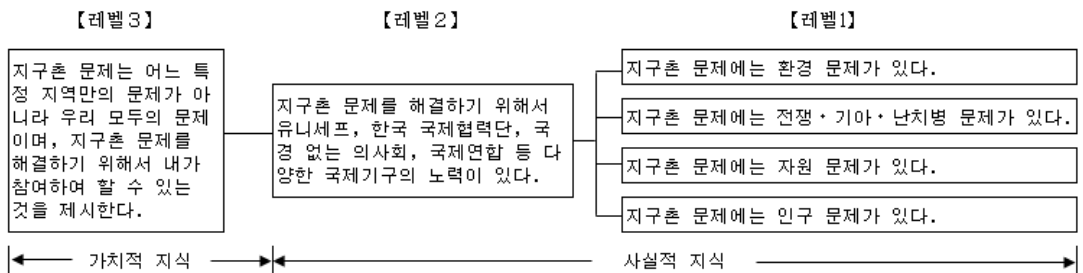 【레벨3】
【레벨2】
【레벨1】
지구촌 문제는 어느 특
정 지역만의 문제가 아
니라 우리 모두의 문제
이며, 지구촌 문제를
해결하기 위해서 내가
참여하여 할 수 있는
것을 제시한다.
지구촌 문제를 해결하기 위해서
유니세프, 한국 국제협력단, 국
경 없는 의사회, 국제연합 등 다
양한 국제기구의 노력이 있다.
지구촌 문제에는 환경 문제가 있다.
지구촌 문제에는 전쟁·기아·난치병 문제가 있다.
지구촌 문제에는 자원 문제가 있다.
지구촌 문제에는 인구 문제가 있다.
가치적 지식
사실적 지식